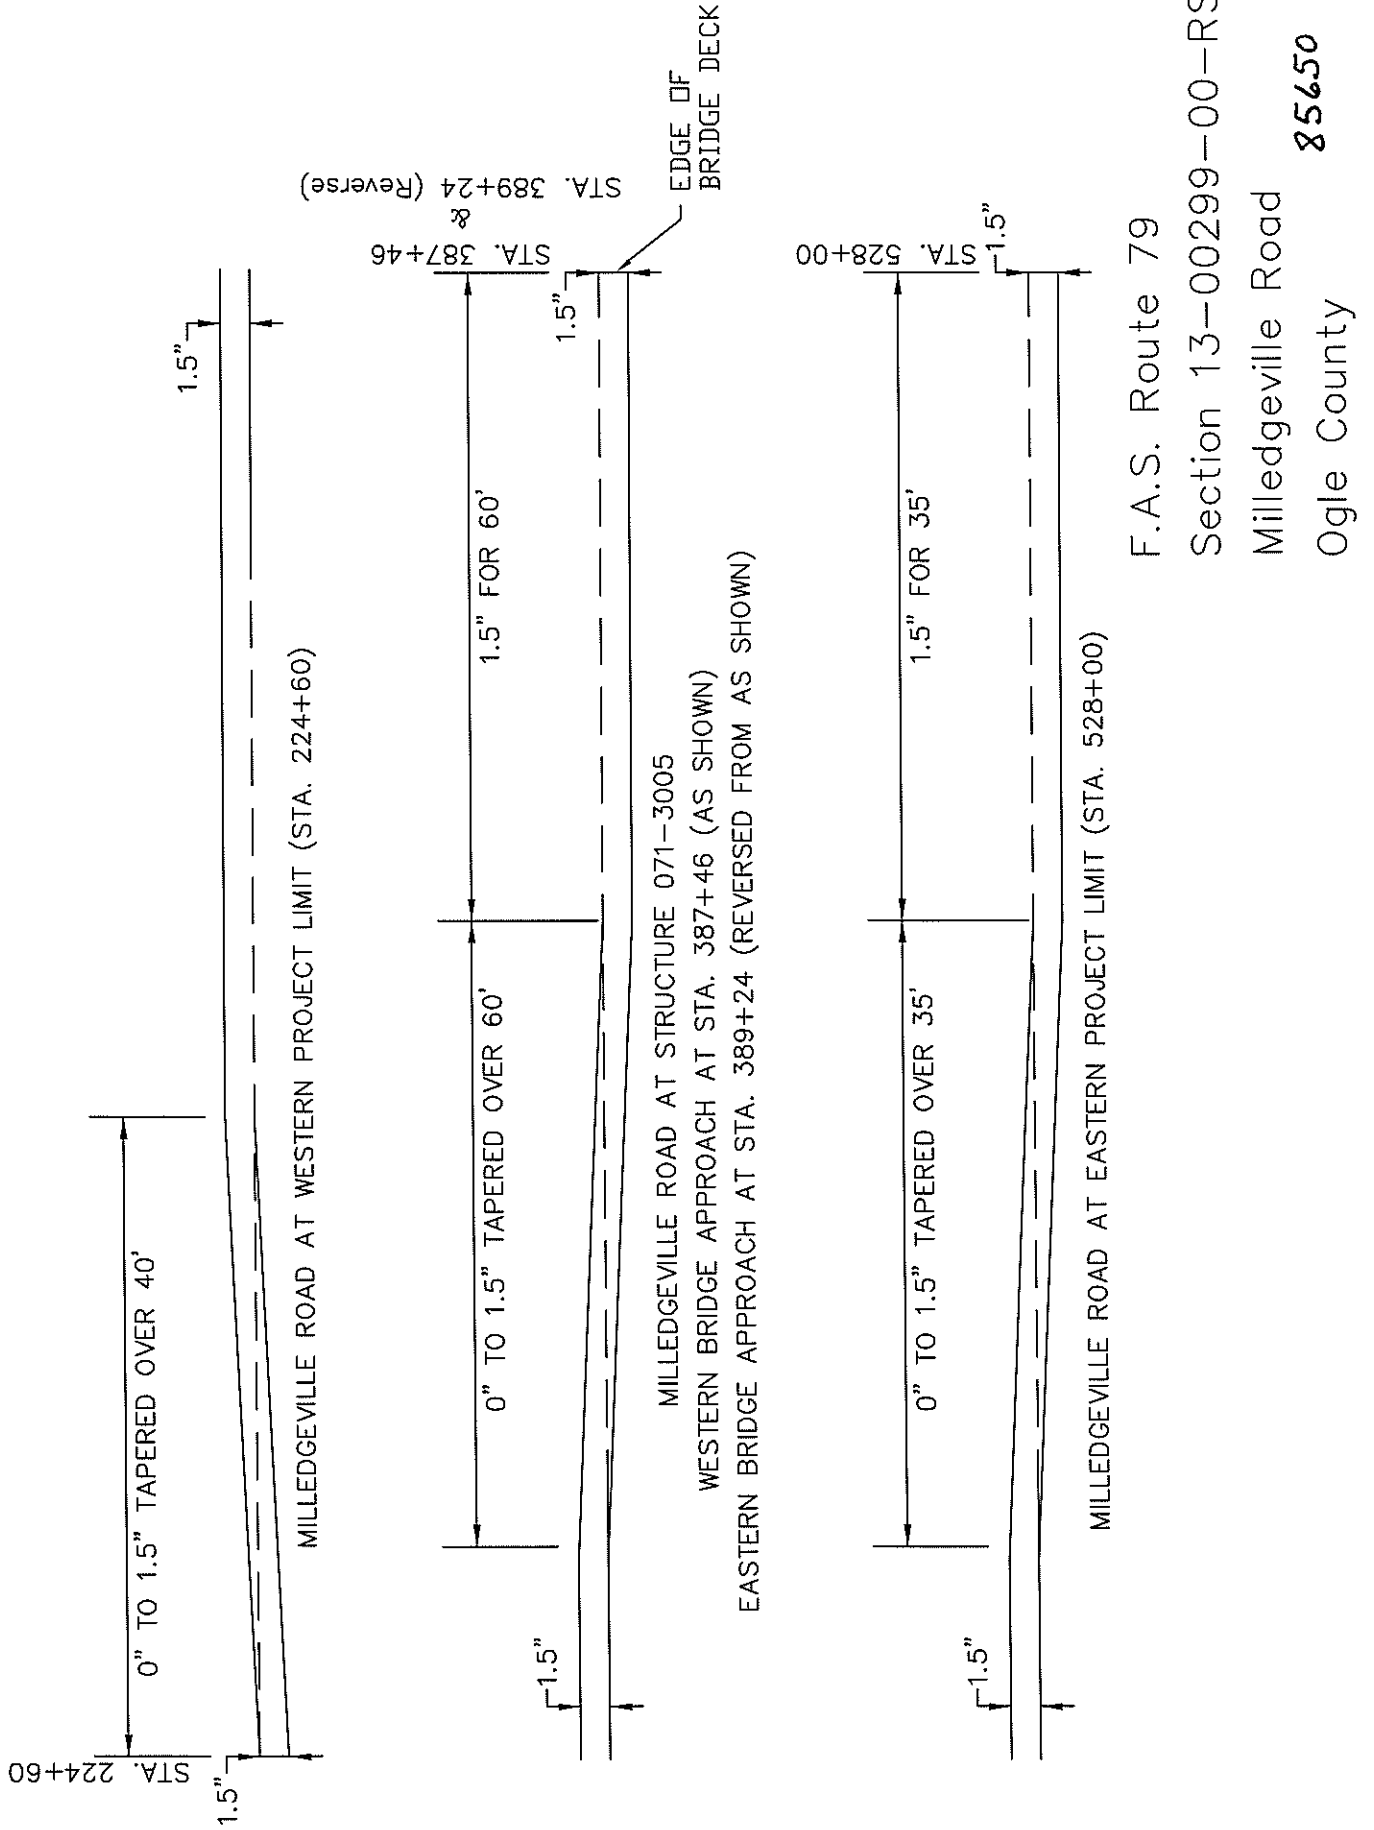 STA. 224+60
0" TO 1.5" TAPERED OVER 40'
1.5"
1.5"
MILLEDGEVILLE ROAD AT WESTERN PROJECT LIMIT (STA. 224+60)
STA. 387+46
&
STA. 389+24 (Reverse)
0" TO 1.5" TAPERED OVER 60'
1.5" FOR 60'
1.5"
1.5"
EDGE OF
BRIDGE DECK
MILLEDGEVILLE ROAD AT STRUCTURE 071-3005
WESTERN BRIDGE APPROACH AT STA. 387+46 (AS SHOWN)
EASTERN BRIDGE APPROACH AT STA. 389+24 (REVERSED FROM AS SHOWN)
STA. 528+00
0" TO 1.5" TAPERED OVER 35'
1.5" FOR 35'
1.5"
1.5"
MILLEDGEVILLE ROAD AT EASTERN PROJECT LIMIT (STA. 528+00)
F.A.S. Route 79
Section 13-00299-00-RS
Milledgeville Road
Ogle County
85650